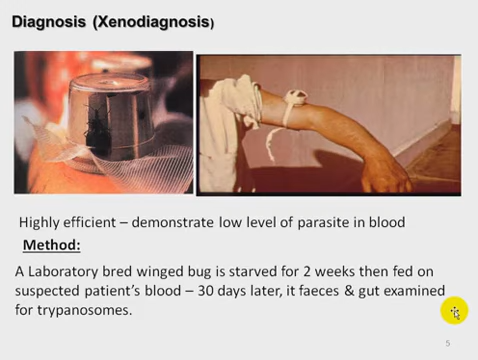 Diagnosis (Xenodiagnosis)
Highly efficient – demonstrate low level of parasite in blood
Method:
A Laboratory bred winged bug is starved for 2 weeks then fed on
suspected patient's blood – 30 days later, it faeces & gut examined
for trypanosomes.
5